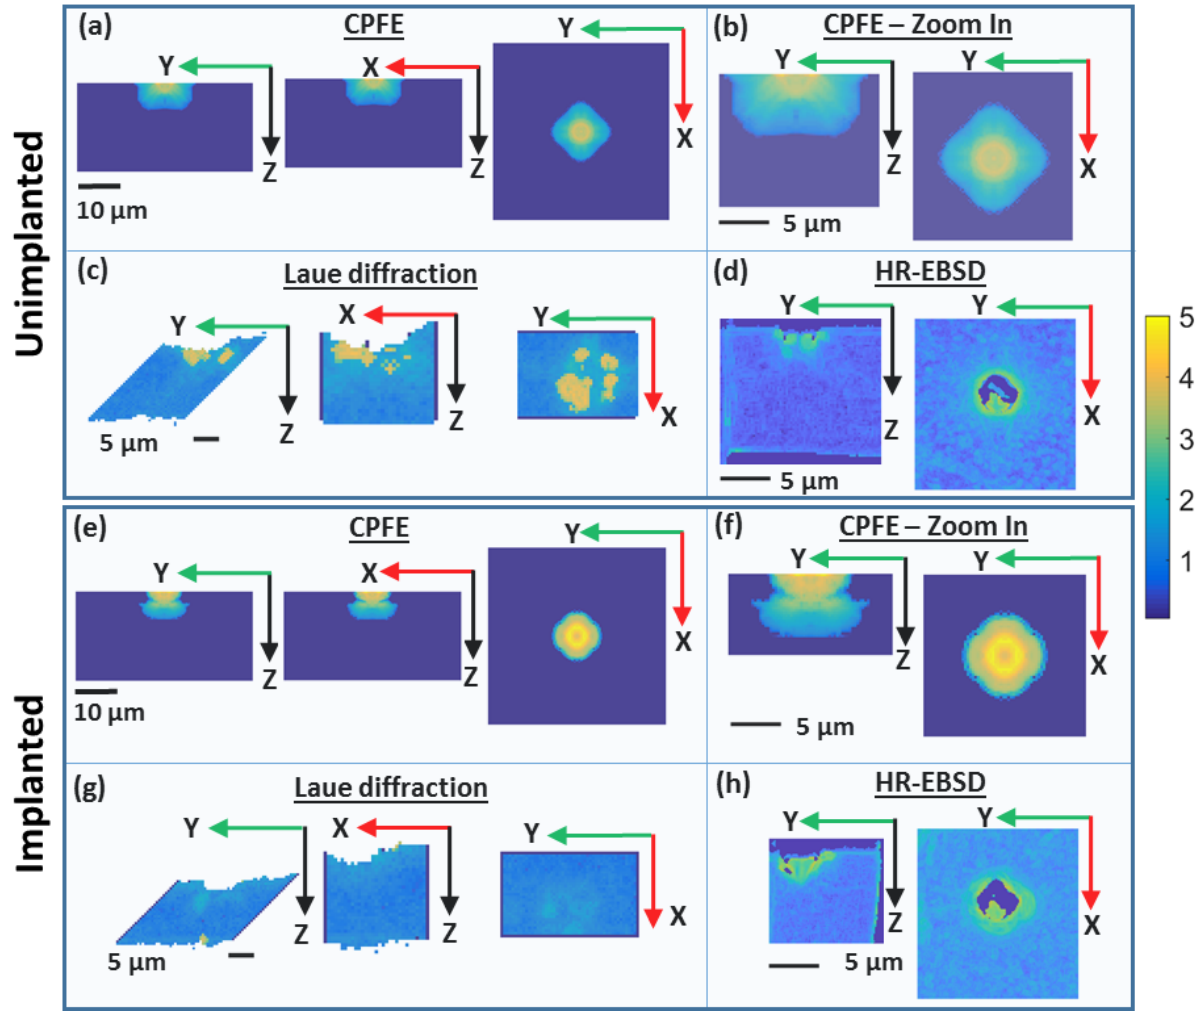 Unimplanted
(a)
CPFE
Y
Z
X
Z
Y
X
10 μm
(b)
CPFE – Zoom In
Y
Z
Y
X
5 μm
(c)
Laue diffraction
Y
Z
X
Z
Y
X
5 μm
(d)
HR-EBSD
Y
Z
Y
X
5 μm
5
4
3
2
1
Implanted
(e)
CPFE
Y
Z
X
Z
Y
X
10 μm
(f)
CPFE – Zoom In
Y
Z
Y
X
5 μm
(g)
Laue diffraction
Y
Z
X
Z
Y
X
5 μm
(h)
HR-EBSD
Y
Z
Y
X
5 μm